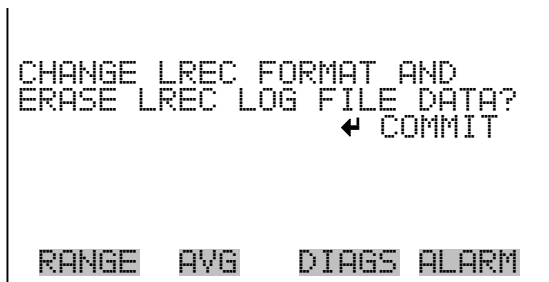 CHANGE LREC FORMAT AND
ERASE LREC LOG FILE DATA?
↵ COMMIT
RANGE AVG DIAGS ALARM